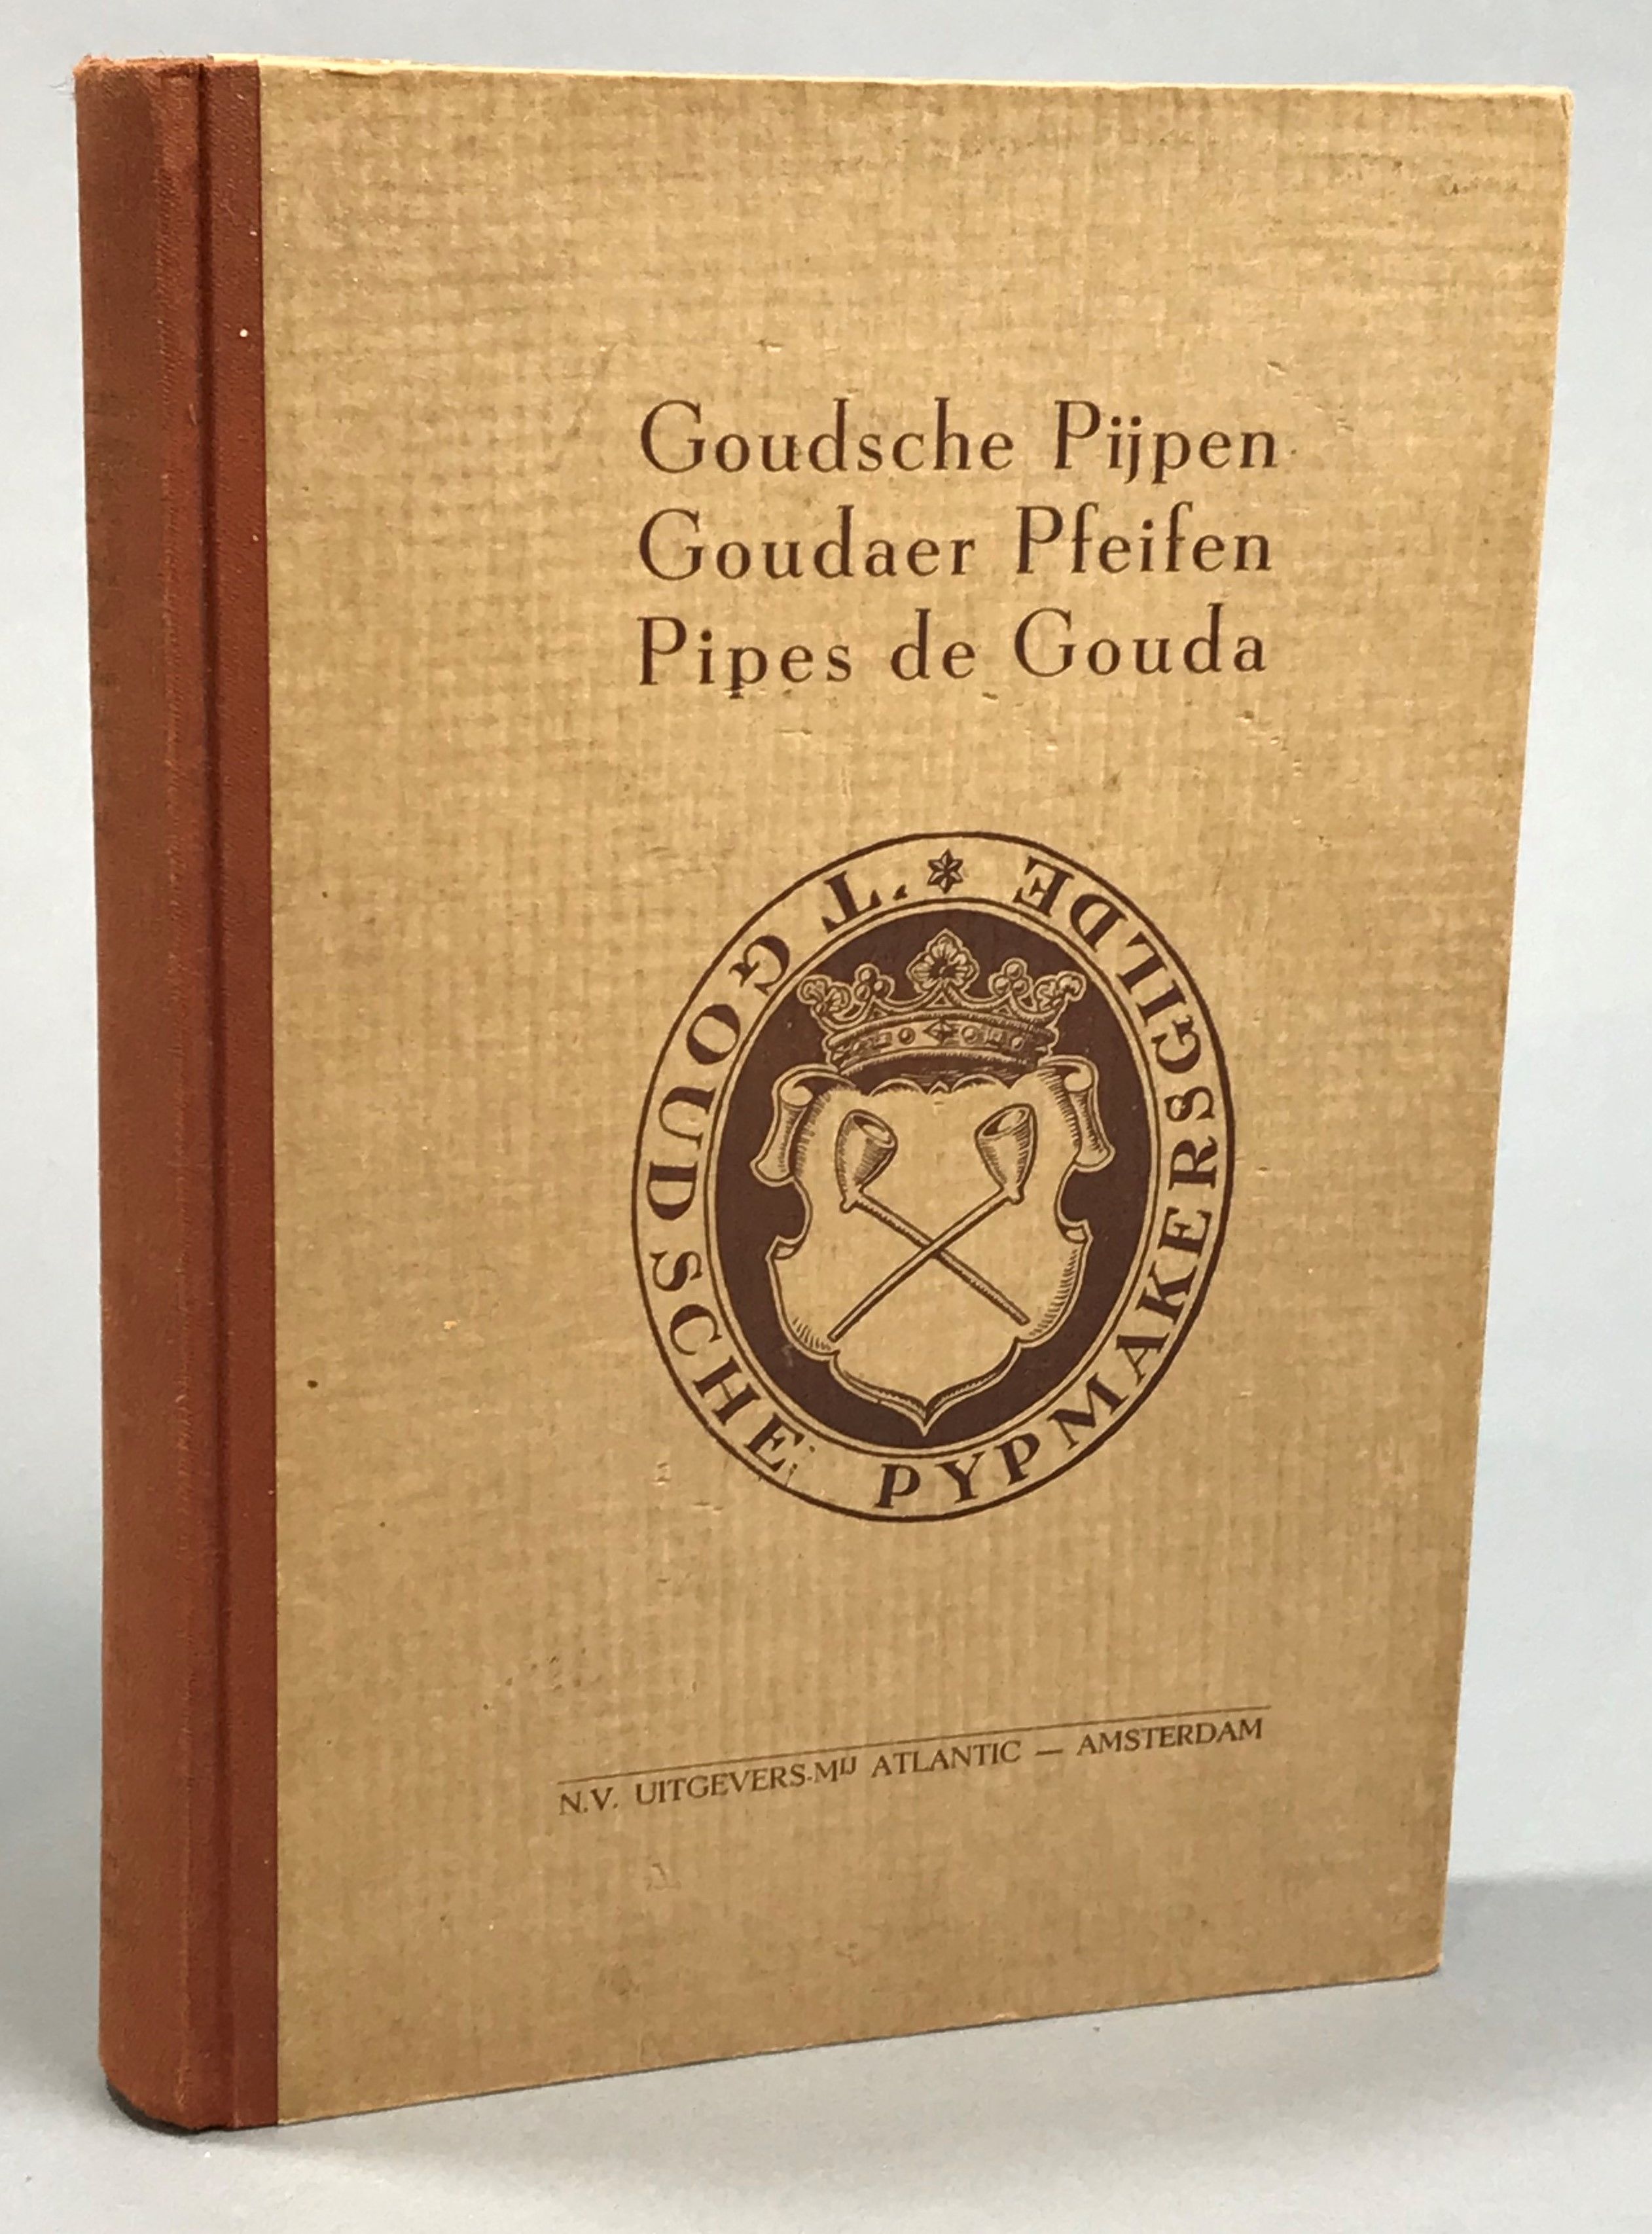 Goudsche Pijpen
Goudaer Pfeifen
Pipes de Gouda
'T GOUDSCHE PYPMAKERSGILDE
N.V. UITGEVERS-MIJ ATLANTIC — AMSTERDAM